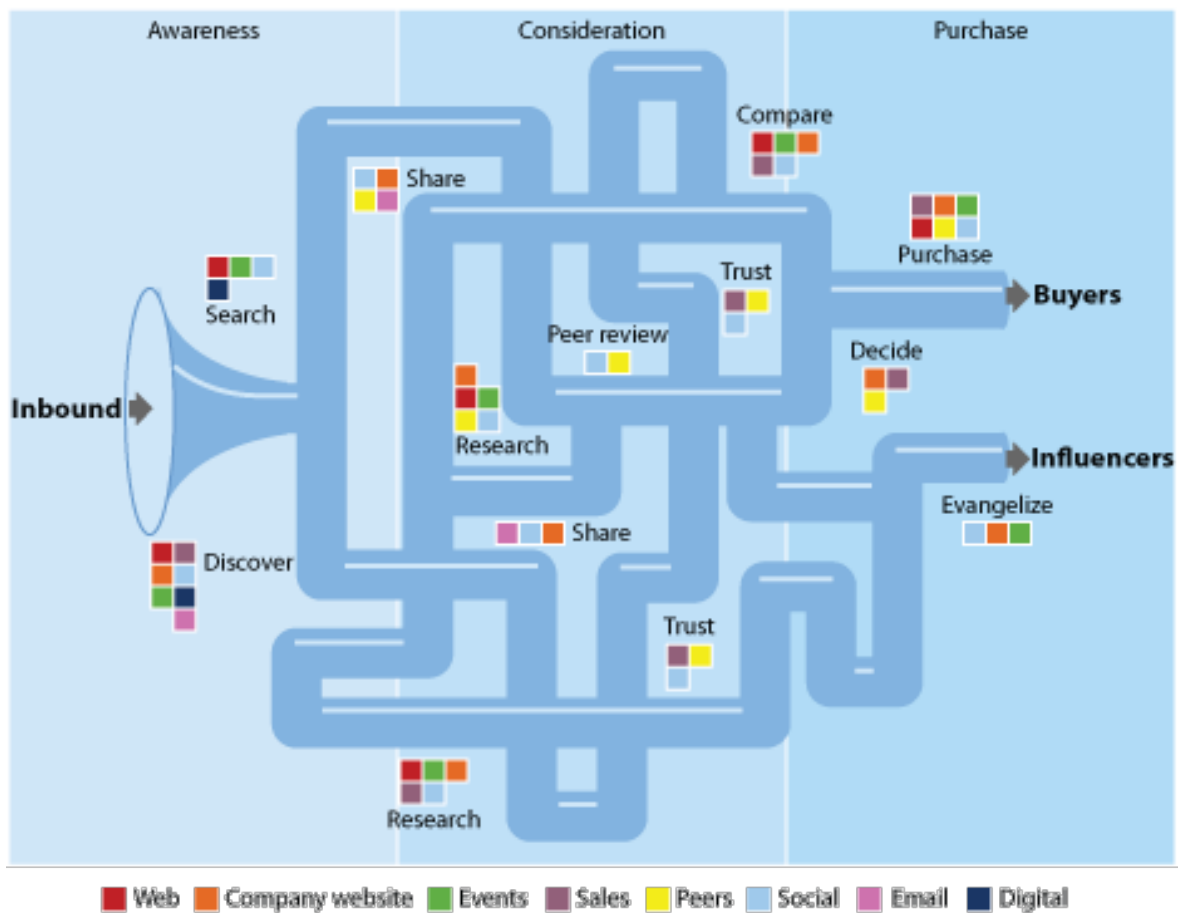 Awareness
Consideration
Purchase
Compare
Share
Purchase
Search
Trust
Buyers
Peer review
Decide
Inbound
Research
Influencers
Evangelize
Share
Discover
Trust
Research
Web
Company website
Events
Sales
Peers
Social
Email
Digital